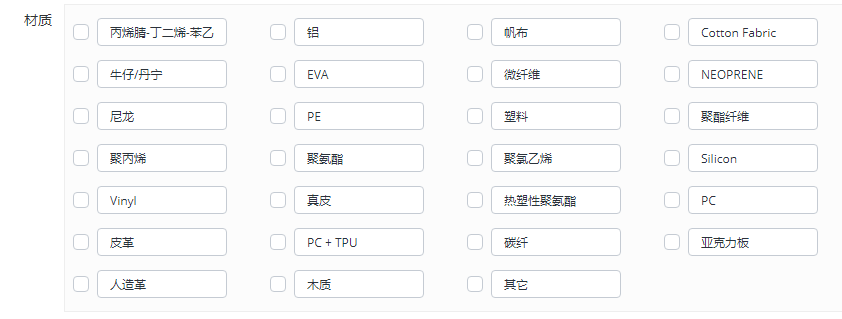 材质
丙烯腈-丁二烯-苯乙 铝 帆布 Cotton Fabric
牛仔/丹宁 EVA 微纤维 NEOPRENE
尼龙 PE 塑料 聚酯纤维
聚丙烯 聚氨酯 聚氯乙烯 Silicon
Vinyl 真皮 热塑性聚氨酯 PC
皮革 PC + TPU 碳纤 亚克力板
人造革 木质 其它